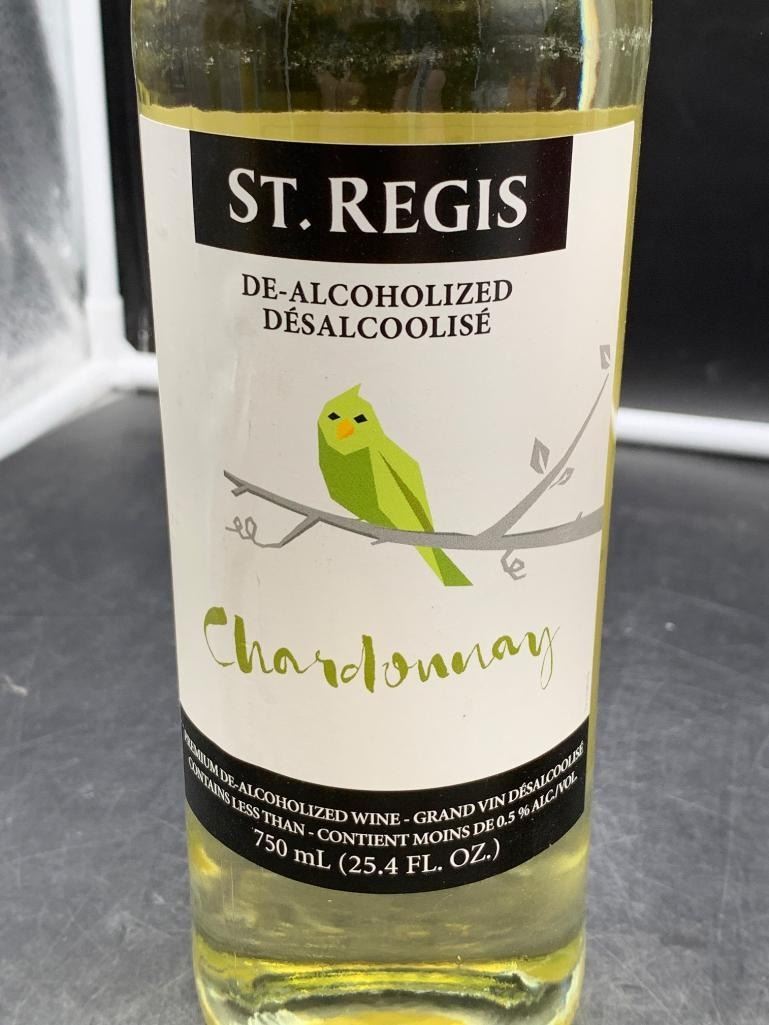 ST. REGIS
DE-ALCOHOLIZED
DÉSALCOOLISÉ
Chardonnay
PREMIUM DE-ALCOHOLIZED WINE - GRAND VIN DÉSALCOOLISÉ
CONTAINS LESS THAN - CONTIENT MOINS DE 0.5 % ALC./VOL.
750 mL (25.4 FL. OZ.)